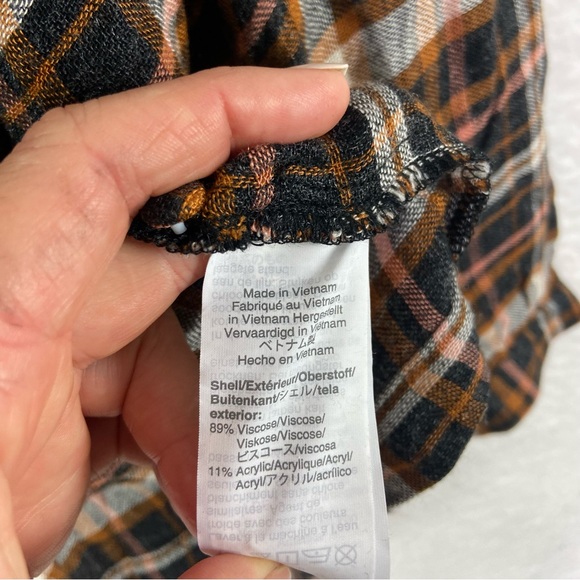 Made in Vietnam
Fabriqué au Vietnam
in Vietnam Hergestellt
Vervaardigd in Vietnam
ベトナム製
Hecho en Vietnam
Shell/Extérieur/Oberstoff/
Buitenkant/シェル/tela
exterior:
89% Viscose/Viscose/
Viskose/Viscose/
ビスコース/viscosa
11% Acrylic/Acrylique/Acryl/
Acryl/アクリル/acrílico